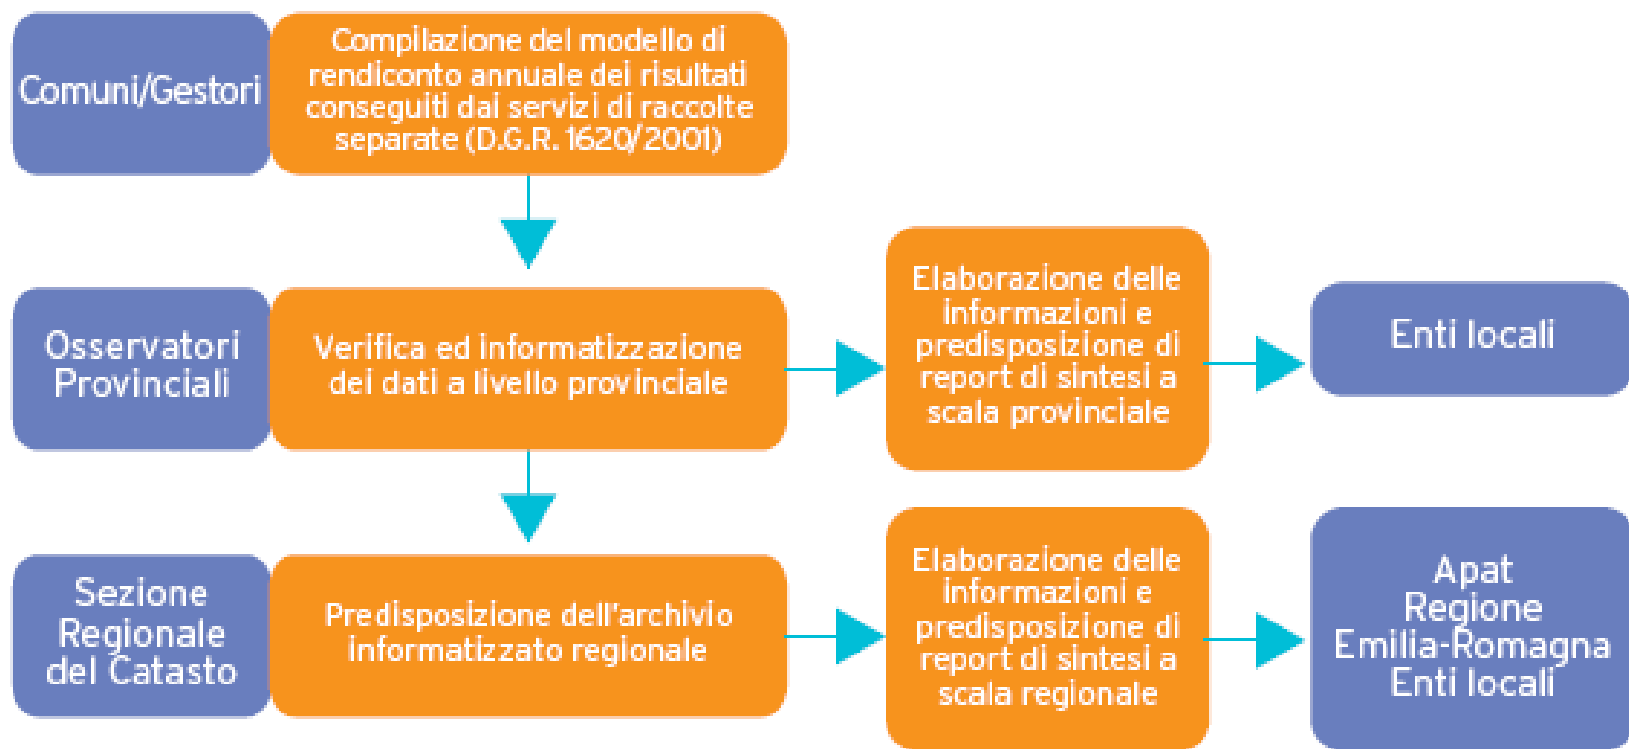 Comuni/Gestori
Compilazione del modello di
rendiconto annuale dei risultati
conseguiti dai servizi di raccolte
separate (D.G.R. 1620/2001)
Osservatori
Provinciali
Verifica ed informatizzazione
dei dati a livello provinciale
Elaborazione delle
informazioni e
predisposizione di
report di sintesi a
scala provinciale
Enti locali
Sezione
Regionale
del Catasto
Predisposizione dell'archivio
informatizzato regionale
Elaborazione delle
informazioni e
predisposizione di
report di sintesi a
scala regionale
Apat
Regione
Emilia-Romagna
Enti locali